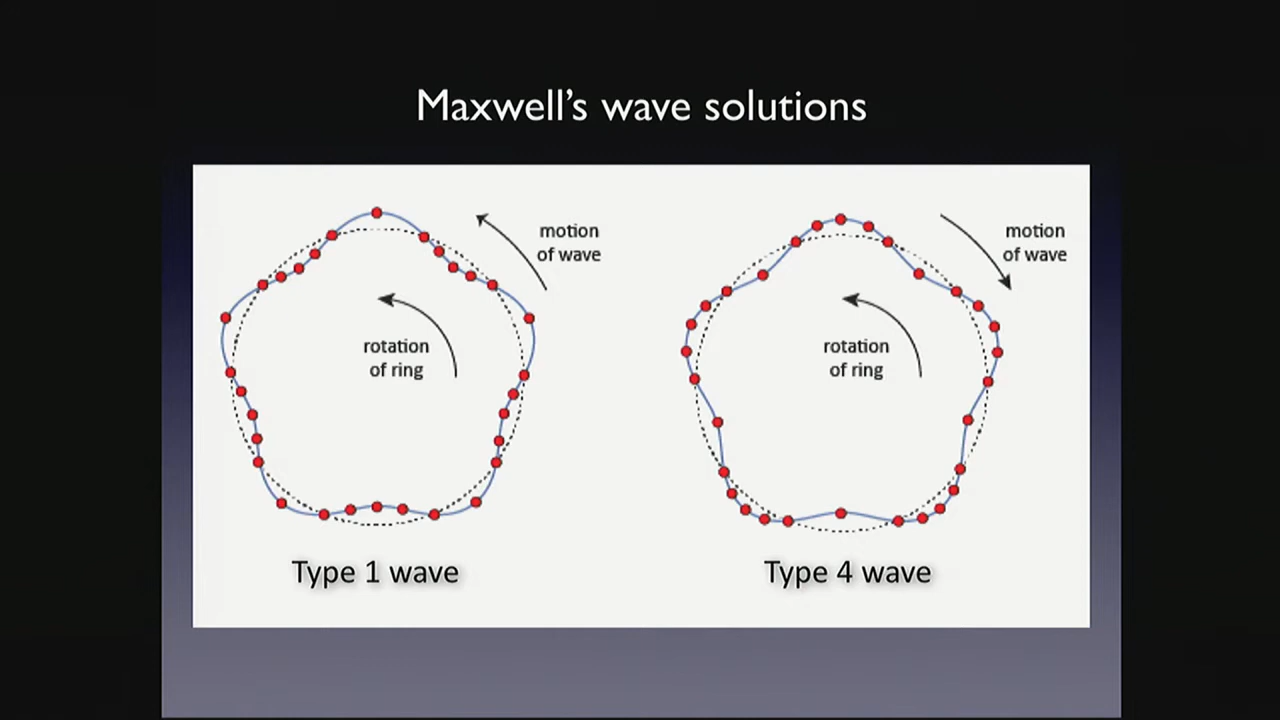 Maxwell's wave solutions
motion
of wave
rotation
of ring
Type 1 wave
motion
of wave
rotation
of ring
Type 4 wave